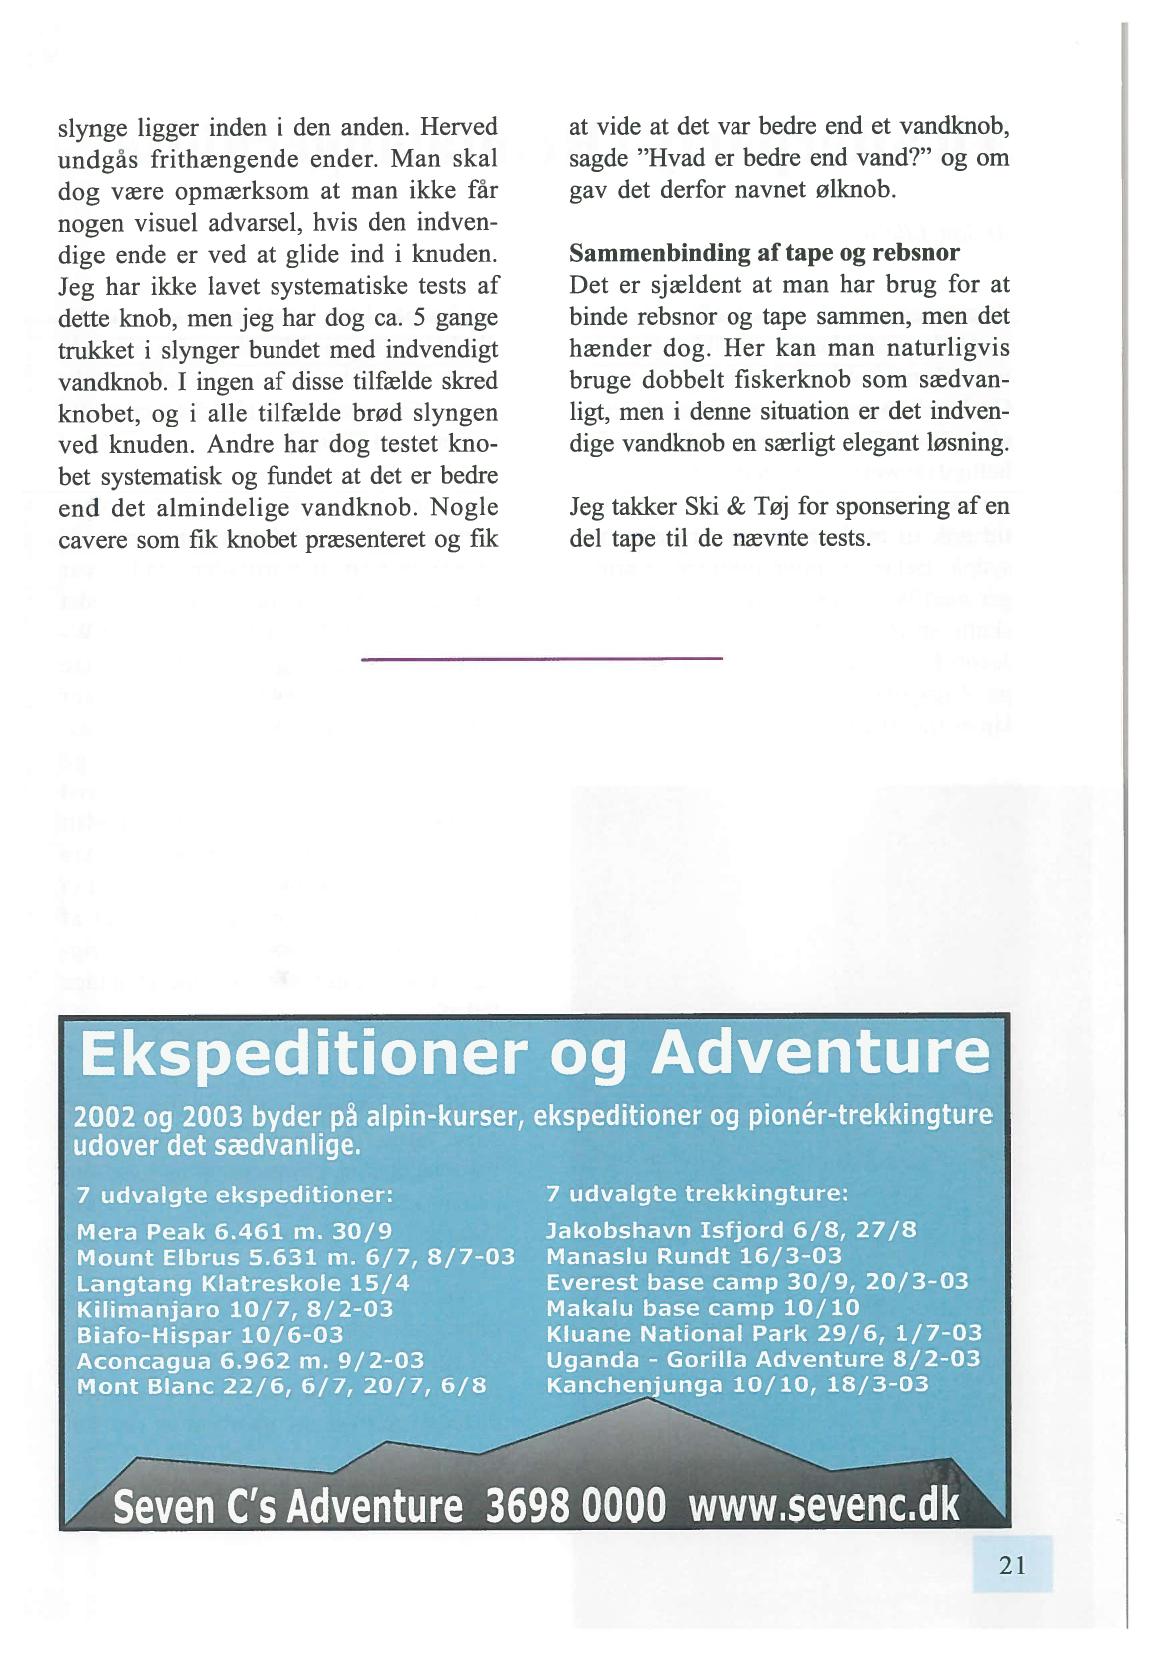 slynge ligger inden i den anden. Herved
undgås frithængende ender. Man skal
dog være opmærksom at man ikke får
nogen visuel advarsel, hvis den indven-
dige ende er ved at glide ind i knuden.
Jeg har ikke lavet systematiske tests af
dette knob, men jeg har dog ca. 5 gange
trukket i slynger bundet med indvendigt
vandknob. I ingen af disse tilfælde skred
knobet, og i alle tilfælde brød slyngen
ved knuden. Andre har dog testet kno-
bet systematisk og fundet at det er bedre
end det almindelige vandknob. Nogle
cavere som fik knobet præsenteret og fik
at vide at det var bedre end et vandknob,
sagde ”Hvad er bedre end vand?” og om
gav det derfor navnet ølknob.
Sammenbinding af tape og rebsnor
Det er sjældent at man har brug for at
binde rebsnor og tape sammen, men det
hænder dog. Her kan man naturligvis
bruge dobbelt fiskerknob som sædvan-
ligt, men i denne situation er det indven-
dige vandknob en særligt elegant løsning.
Jeg takker Ski & Tøj for sponsering af en
del tape til de nævnte tests.
Ekspeditioner og Adventure
2002 og 2003 byder på alpin-kurser, ekspeditioner og pionér-trekkingture
udover det sædvanlige.
7 udvalgte ekspeditioner:
Mera Peak 6.461 m. 30/9
Mount Elbrus 5.631 m. 6/7, 8/7-03
Langtang Klatreskole 15/4
Kilimanjaro 10/7, 8/2-03
Biafo-Hispar 10/6-03
Aconcagua 6.962 m. 9/2-03
Mont Blanc 22/6, 6/7, 20/7, 6/8
7 udvalgte trekkingture:
Jakobshavn Isfjord 6/8, 27/8
Manaslu Rundt 16/3-03
Everest base camp 30/9, 20/3-03
Makalu base camp 10/10
Kluane National Park 29/6, 1/7-03
Uganda - Gorilla Adventure 8/2-03
Kanchenjunga 10/10, 18/3-03
Seven C's Adventure 3698 0000 www.sevenc.dk
21